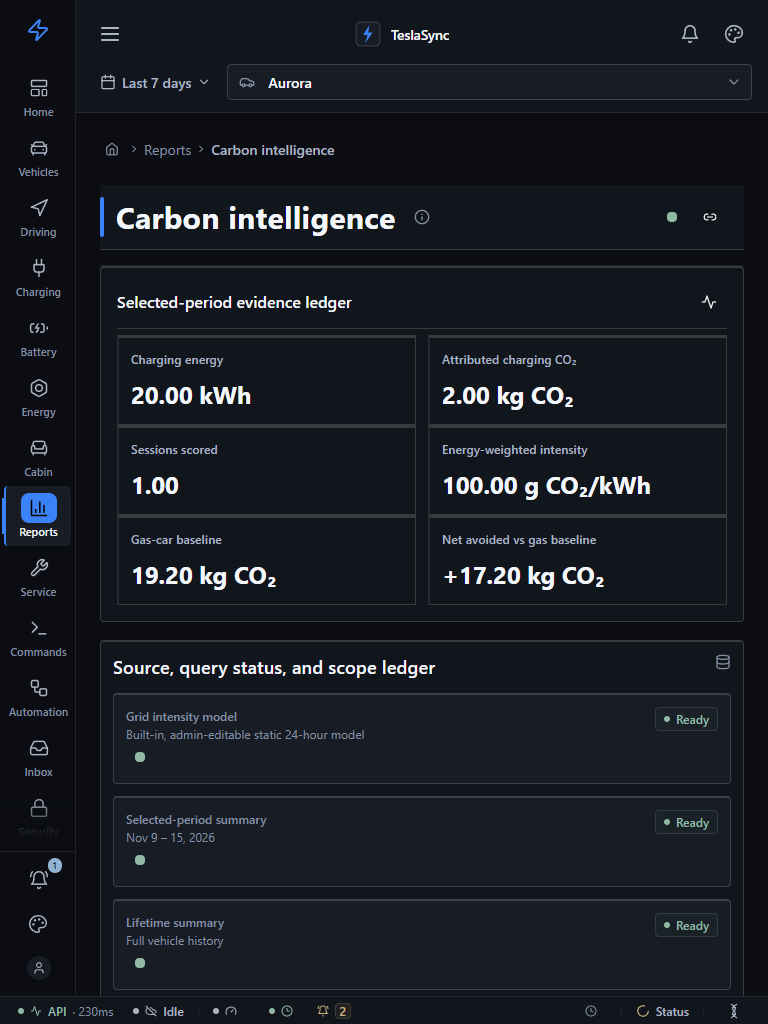 TeslaSync
Last 7 days
Aurora
Home
Vehicles
Driving
Charging
Battery
Energy
Cabin
Reports
Service
Commands
Automation
Inbox
Security
1
Reports
Carbon intelligence
Carbon intelligence
Selected-period evidence ledger
Charging energy
20.00 kWh
Attributed charging CO₂
2.00 kg CO₂
Sessions scored
1.00
Energy-weighted intensity
100.00 g CO₂/kWh
Gas-car baseline
19.20 kg CO₂
Net avoided vs gas baseline
+17.20 kg CO₂
Source, query status, and scope ledger
Grid intensity model
Built-in, admin-editable static 24-hour model
Ready
Selected-period summary
Nov 9 – 15, 2026
Ready
Lifetime summary
Full vehicle history
Ready
API · 230ms
Idle
2
Status